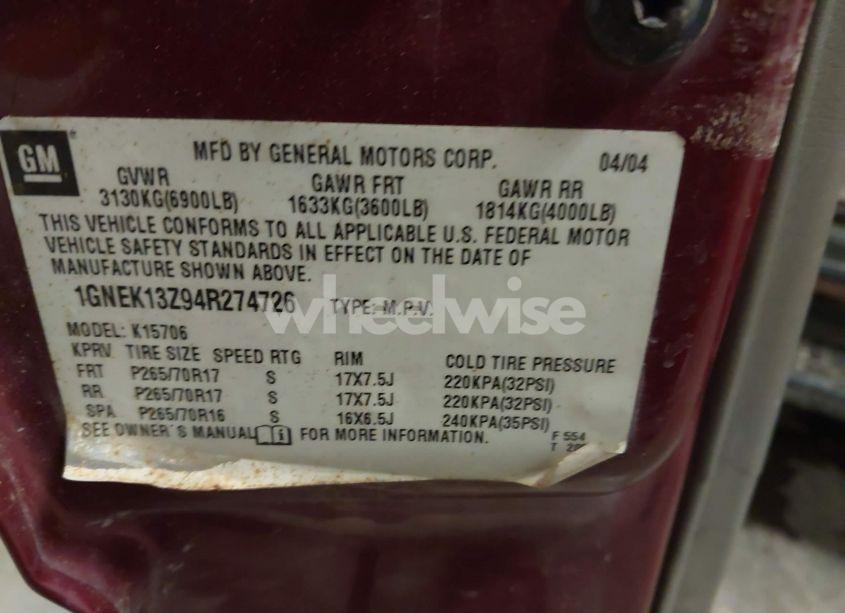 GM
MFD BY GENERAL MOTORS CORP. 04/04
GVWR GAWR FRT GAWR RR
3130KG(6900LB) 1633KG(3600LB) 1814KG(4000LB)
THIS VEHICLE CONFORMS TO ALL APPLICABLE U.S. FEDERAL MOTOR
VEHICLE SAFETY STANDARDS IN EFFECT ON THE DATE OF
MANUFACTURE SHOWN ABOVE.
1GNEK13Z94R274726 TYPE: M.P.V.
wheelwise
MODEL: K15706
KPRV TIRE SIZE SPEED RTG RIM COLD TIRE PRESSURE
FRT P265/70R17 S 17X7.5J 220KPA(32PSI)
RR P265/70R17 S 17X7.5J 220KPA(32PSI)
SPA P265/70R16 S 16X6.5J 240KPA(35PSI)
SEE OWNER'S MANUAL FOR MORE INFORMATION.
F 554
T